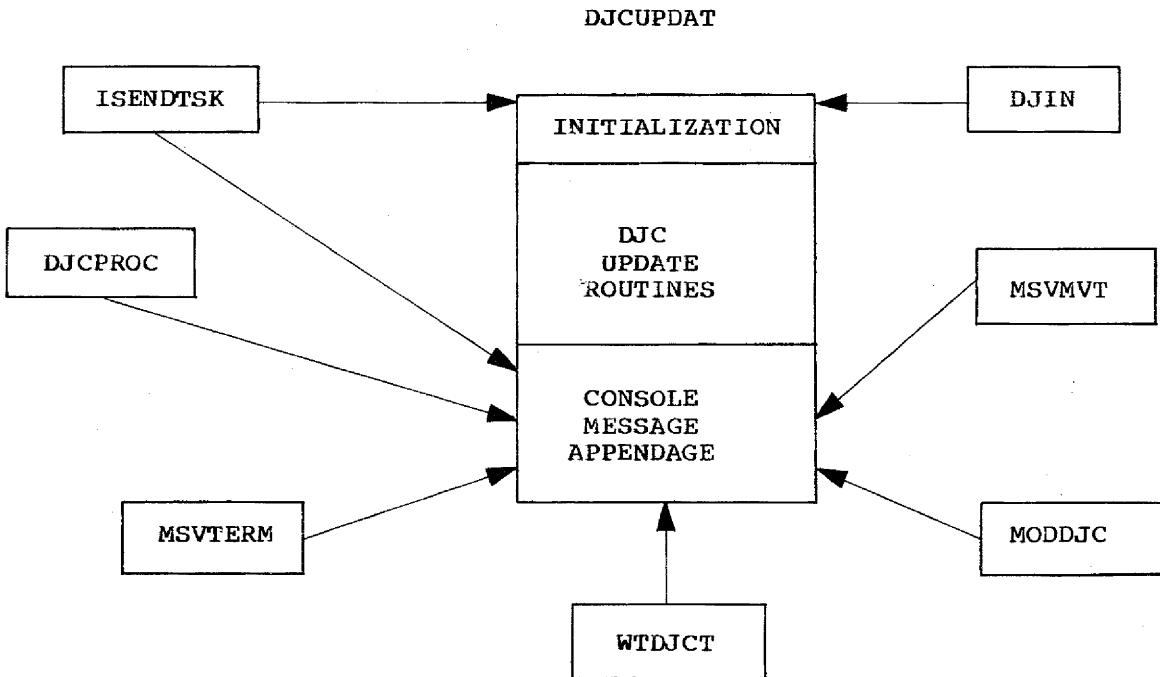 DJCUPDAT
ISENDTSK
DJIN
INITIALIZATION
DJC
UPDATE
ROUTINES
DJCPROC
MSVMVT
CONSOLE
MESSAGE
APPENDAGE
MSVTERM
MODDJC
WTDJCT